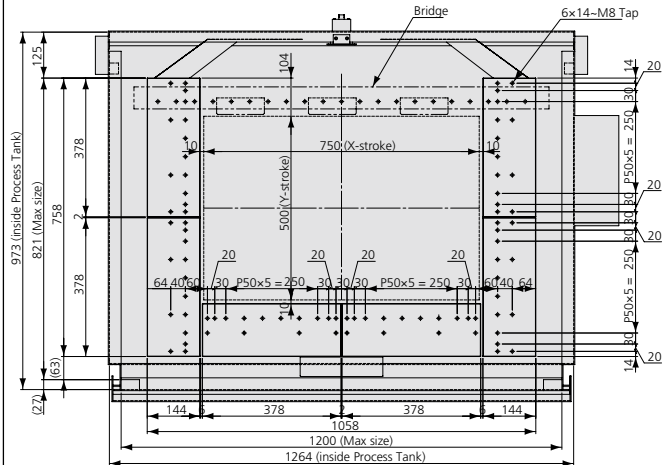 Bridge
6×14~M8 Tap
125
104
14
20
30
378
10
750 (X-stroke)
10
P50×5 = 250
973 (inside Process Tank)
821 (Max size)
758
500 (Y-stroke)
20
30
2
30
30
20
378
20
20
20
64 40 60 30 P50×5 = 250 30 30 30 P50×5 = 250 30 60 40 64
P50×5 = 250
10
30
20
14
(63)
(27)
144 6 378 2 378 6 144
1058
1200 (Max size)
1264 (inside Process Tank)